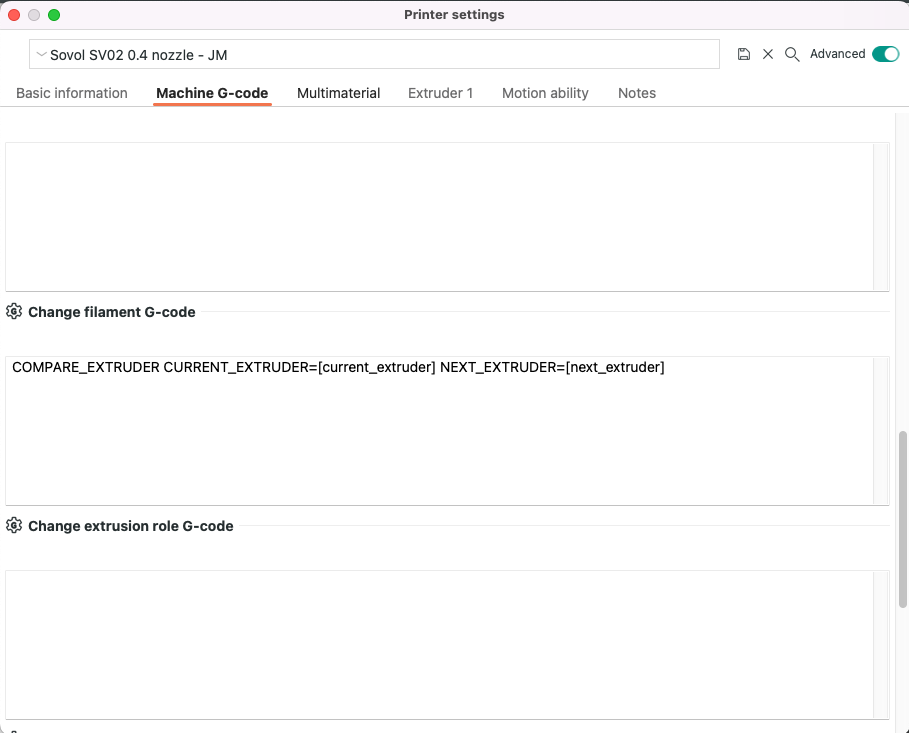 Printer settings
Sovol SV02 0.4 nozzle - JM
Advanced
Basic information
Machine G-code
Multimaterial
Extruder 1
Motion ability
Notes
Change filament G-code
COMPARE_EXTRUDER CURRENT_EXTRUDER=[current_extruder] NEXT_EXTRUDER=[next_extruder]
Change extrusion role G-code